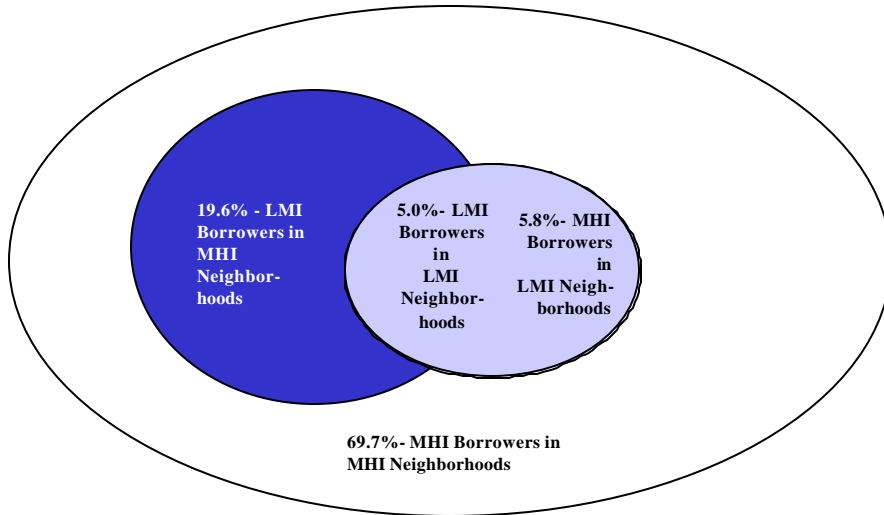 19.6% - LMI
Borrowers in
MHI
Neighbor-
hoods
5.0%- LMI
Borrowers
in
LMI
Neighbor-
hoods
5.8%- MHI
Borrowers
in
LMI Neigh-
borhoods
69.7%- MHI Borrowers in
MHI Neighborhoods